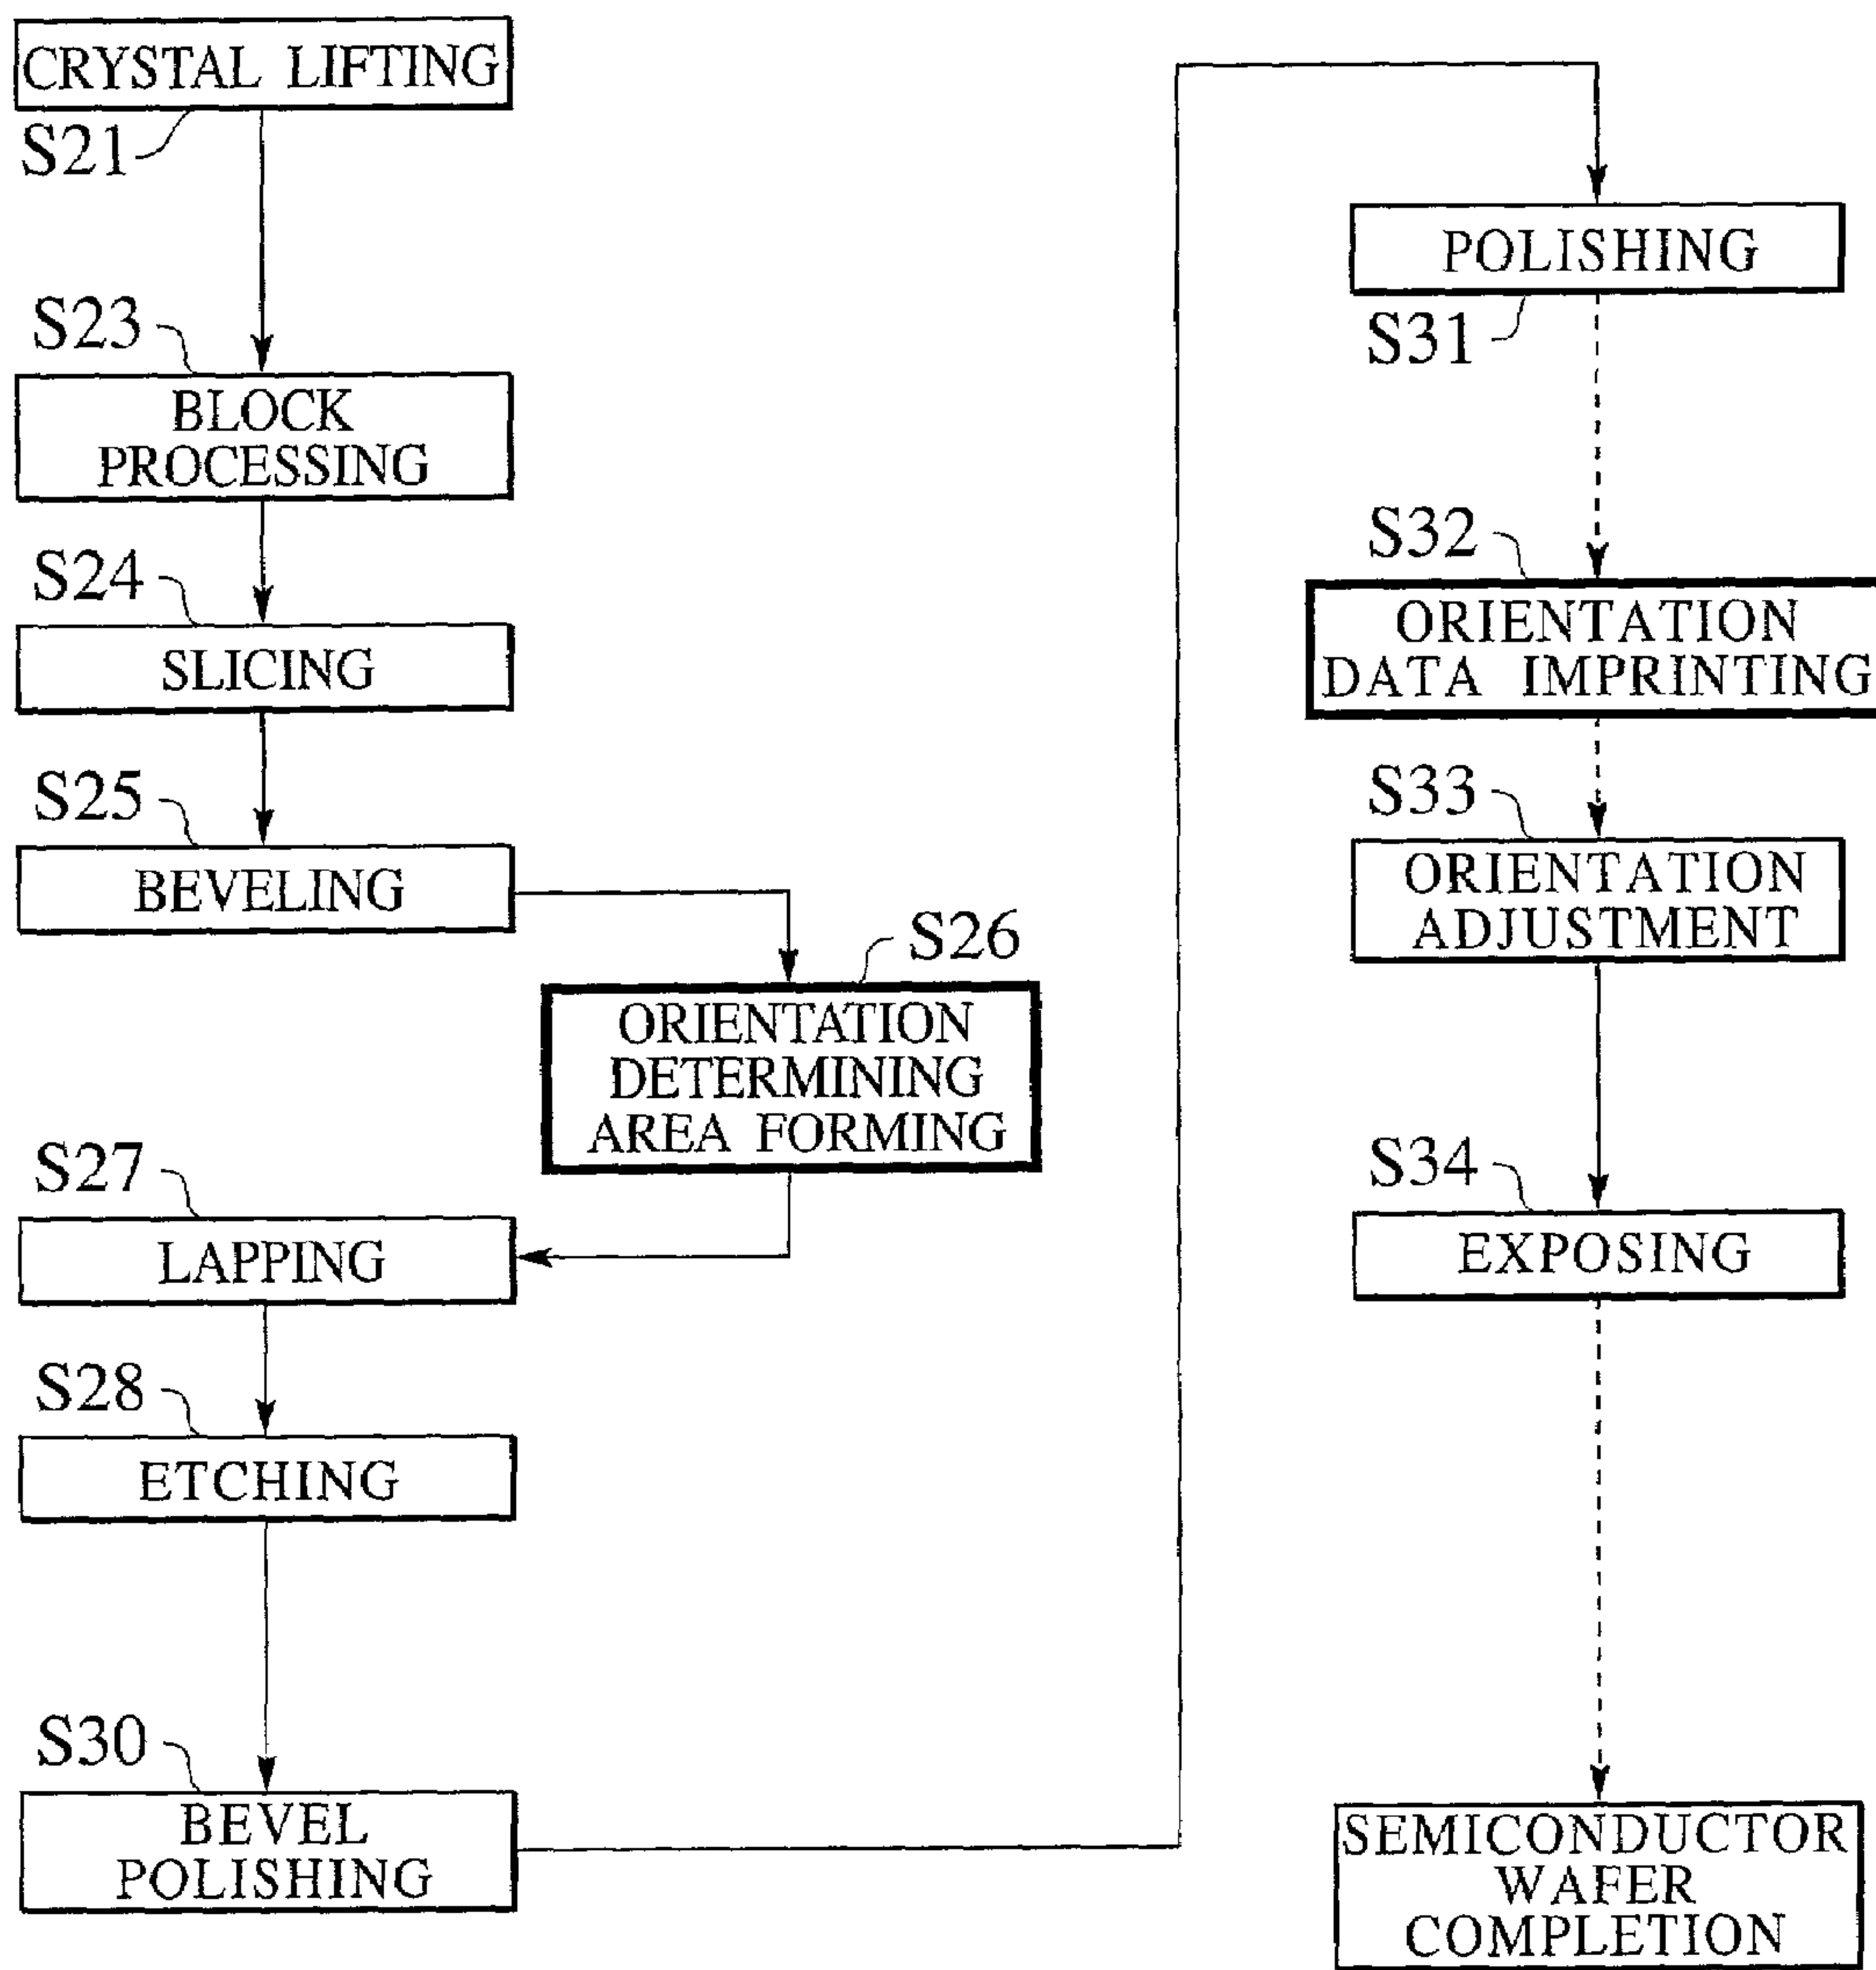 CRYSTAL LIFTING
S21
S23
BLOCK
PROCESSING
S24
SLICING
S25
BEVELING
S26
ORIENTATION
DETERMINING
AREA FORMING
S27
LAPPING
S28
ETCHING
S30
BEVEL
POLISHING
POLISHING
S31
S32
ORIENTATION
DATA IMPRINTING
S33
ORIENTATION
ADJUSTMENT
S34
EXPOSING
SEMICONDUCTOR
WAFER
COMPLETION